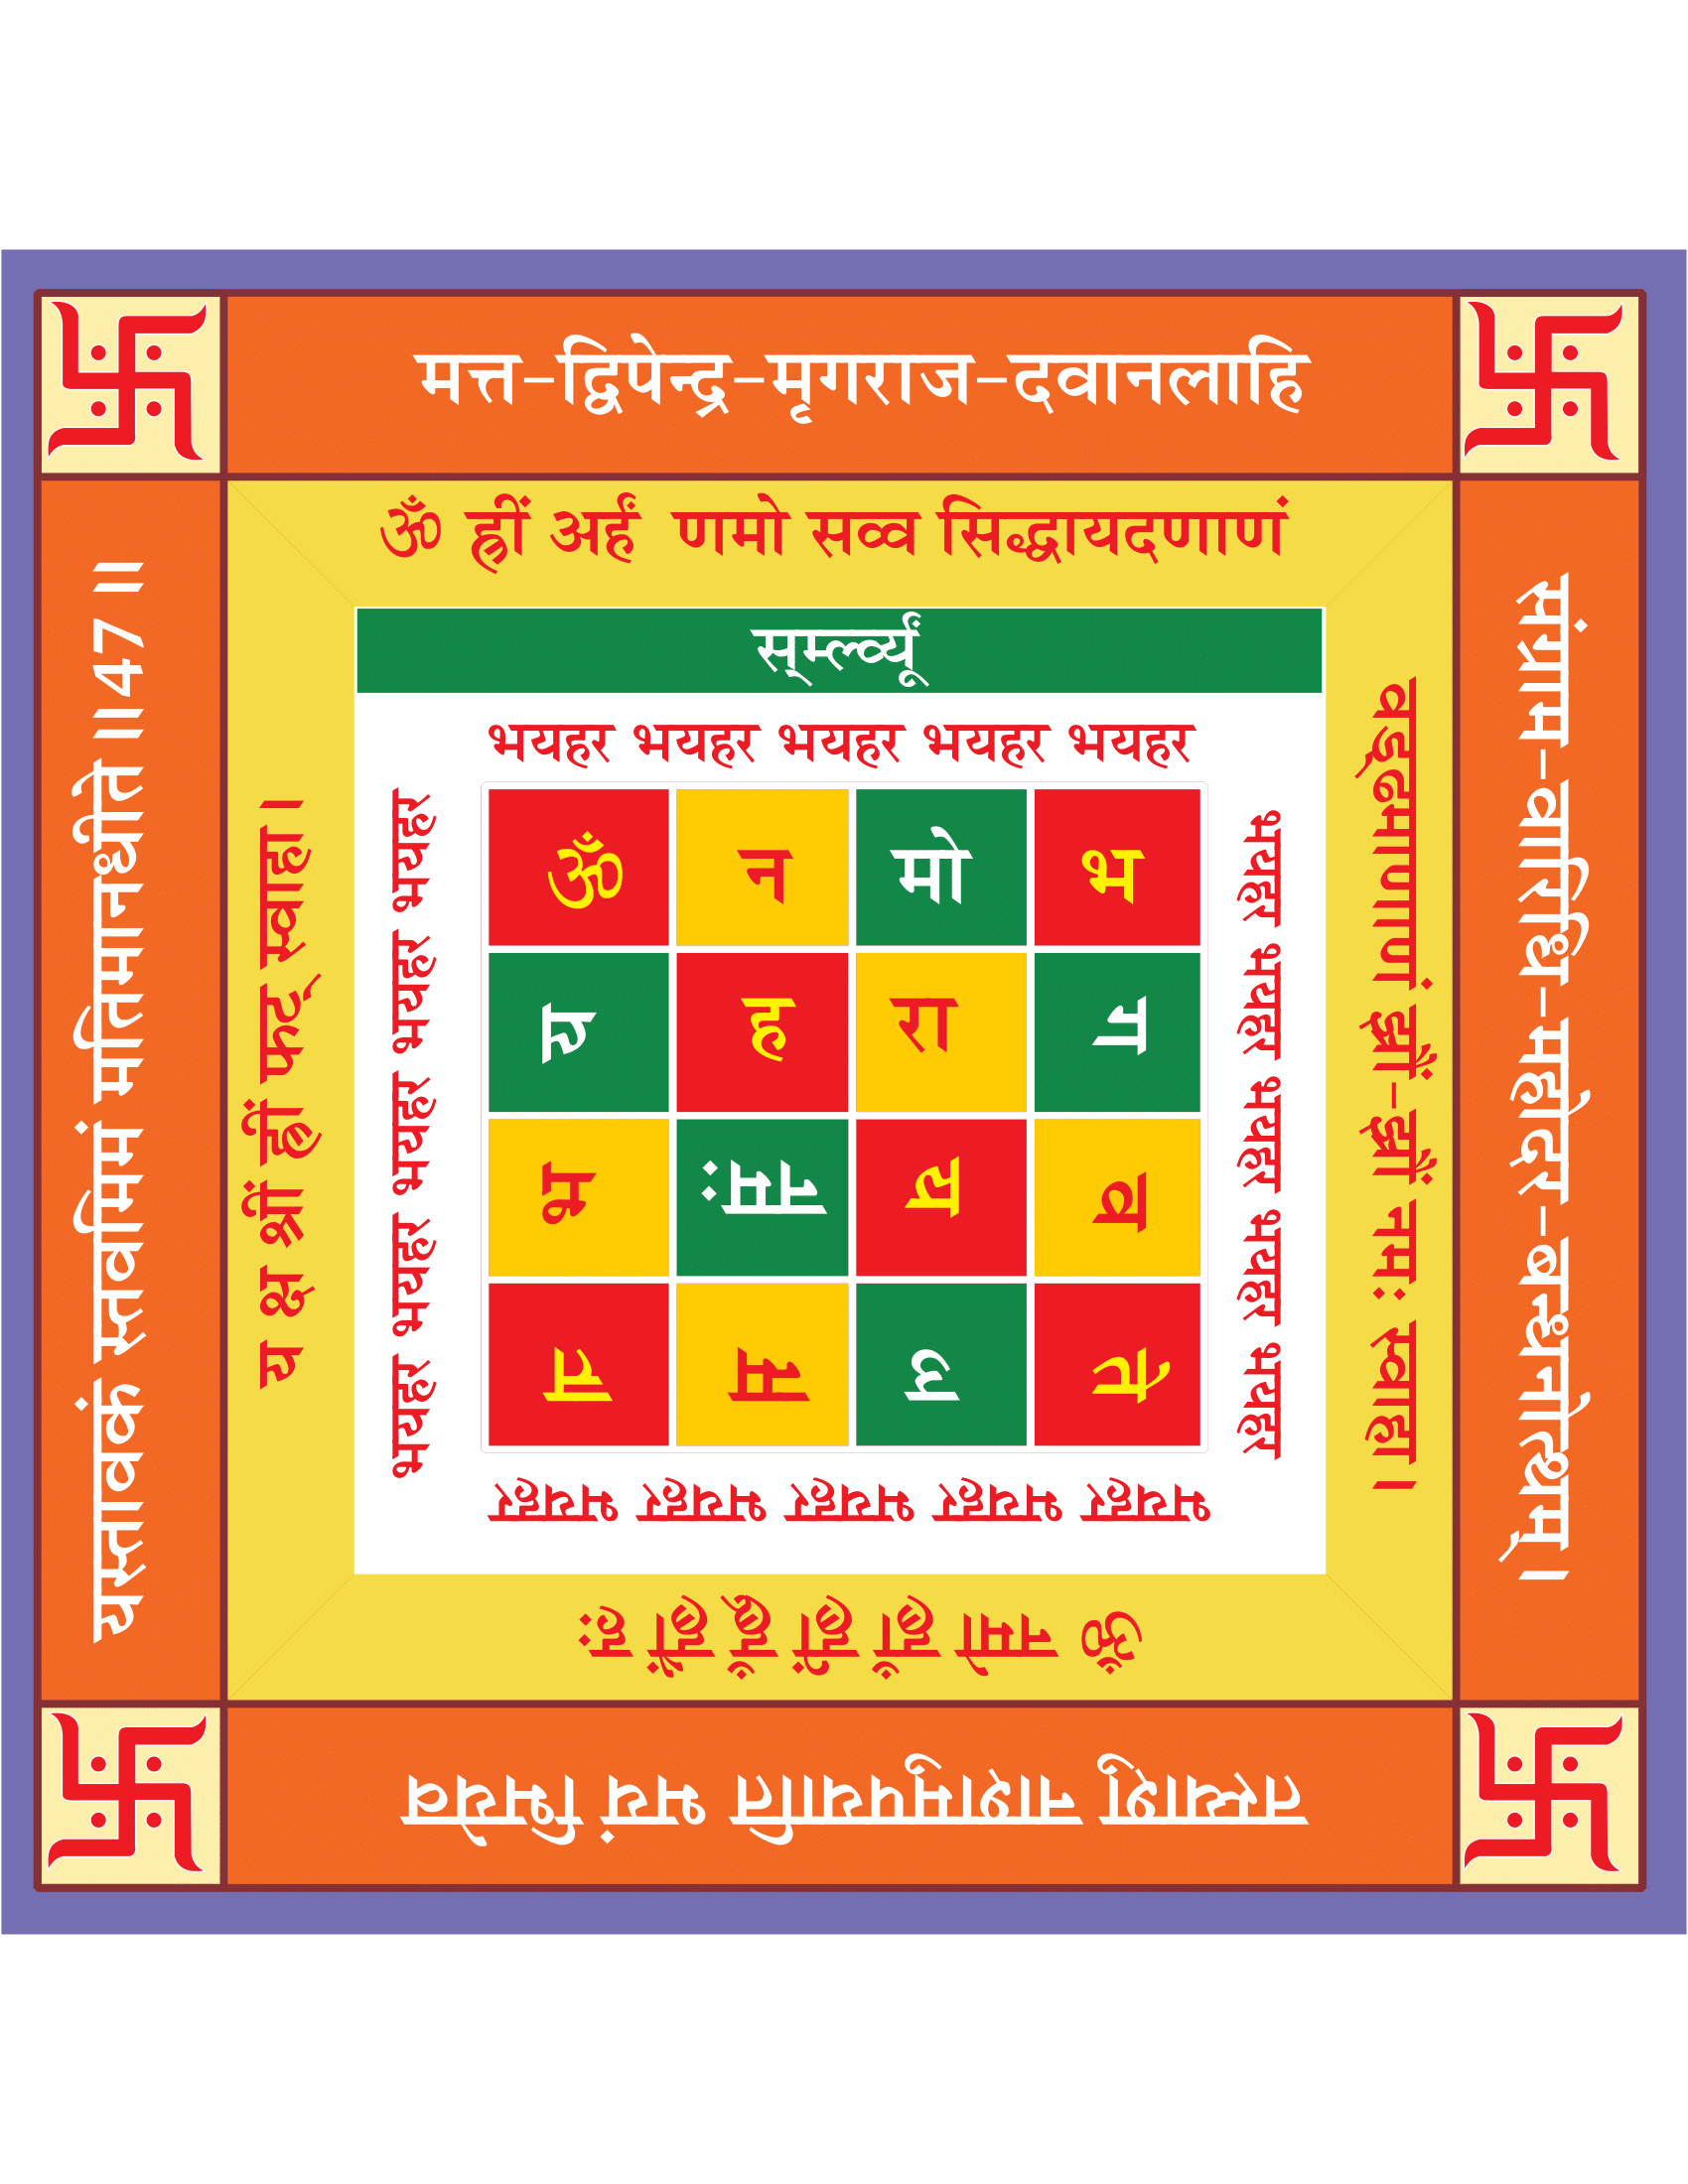 मत्त-द्विपेन्द्र-मृगराज-दवानलाहि
संग्राम-वारिधि-महोदर-बन्धनोत्थम्।
तस्याशु नाशमुपयाति भयं भियेव
यस्तावकं स्तवमिमं मतिमानधीते ॥47॥
ॐ ह्रीं अर्हं णमो सव्व सिद्धायदणाणं
वड्ढमाणाणं नमः स्वाहा।
ॐ नमो ह्राँ ह्रीं ह्रूँ ह्रौं ह्रः
य क्ष श्रीं ह्रीं फट् स्वाहा।
स्म्ल्व्र्यूं
भयहर भयहर भयहर भयहर भयहर
भयहर भयहर भयहर भयहर भयहर
भयहर भयहर भयहर भयहर भयहर
भयहर भयहर भयहर भयहर भयहर
ॐ न मो भ
य ह रा ग
नमः व
ते